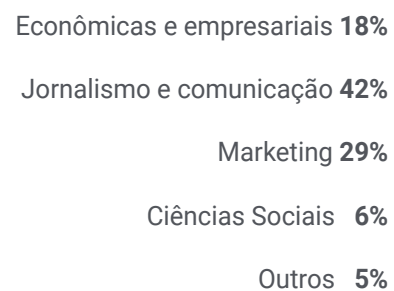 Econômicas e empresariais 18%
Jornalismo e comunicação 42%
Marketing 29%
Ciências Sociais 6%
Outros 5%